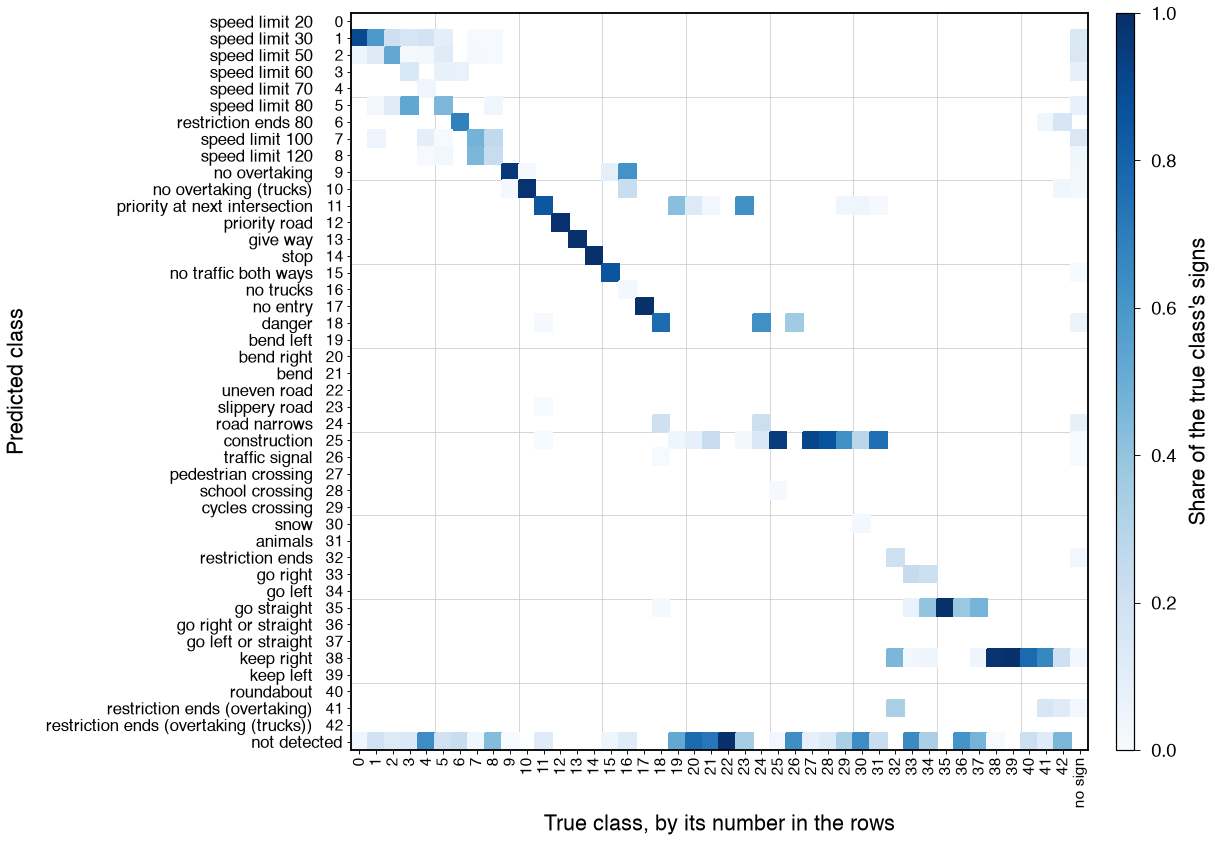 speed limit 20 0
speed limit 30 1
speed limit 50 2
speed limit 60 3
speed limit 70 4
speed limit 80 5
restriction ends 80 6
speed limit 100 7
speed limit 120 8
no overtaking 9
no overtaking (trucks) 10
priority at next intersection 11
priority road 12
give way 13
stop 14
no traffic both ways 15
no trucks 16
no entry 17
danger 18
bend left 19
bend right 20
bend 21
uneven road 22
slippery road 23
road narrows 24
construction 25
traffic signal 26
pedestrian crossing 27
school crossing 28
cycles crossing 29
snow 30
animals 31
restriction ends 32
go right 33
go left 34
go straight 35
go right or straight 36
go left or straight 37
keep right 38
keep left 39
roundabout 40
restriction ends (overtaking) 41
restriction ends (overtaking (trucks)) 42
not detected
Predicted class
0 1 2 3 4 5 6 7 8 9 10 11 12 13 14 15 16 17 18 19 20 21 22 23 24 25 26 27 28 29 30 31 32 33 34 35 36 37 38 39 40 41 42 no sign
True class, by its number in the rows
1.0
0.8
0.6
0.4
0.2
0.0
Share of the true class's signs